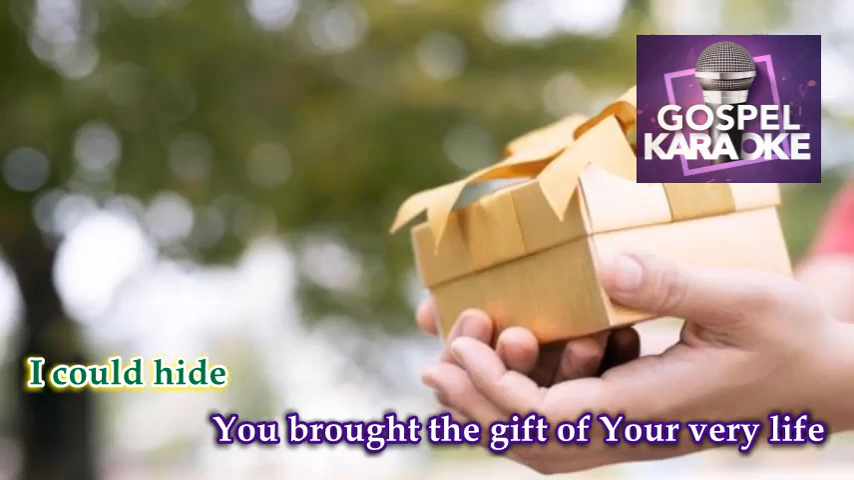 GOSPEL
KARAOKE
I could hide
You brought the gift of Your very life